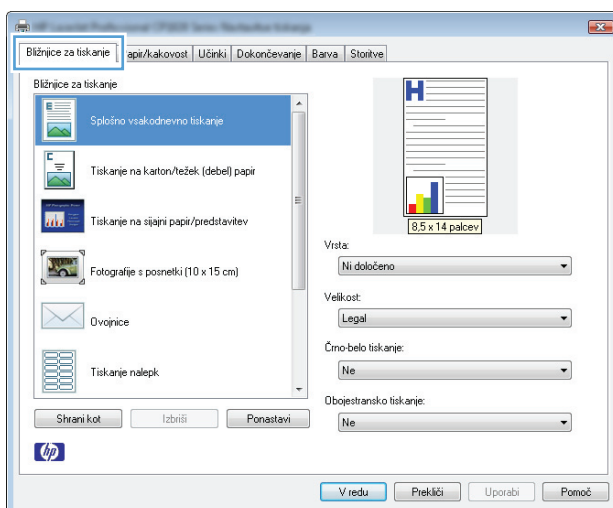 Bližnjice za tiskanje
apir/kakovost
Učinki
Dokončevanje
Barva
Storitve
Bližnjice za tiskanje
Splošno vsakodnevno tiskanje
Tiskanje na karton/težek (debel) papir
Tiskanje na sijajni papir/predstavitev
Fotografije s posnetki (10 x 15 cm)
Ovojnice
Tiskanje nalepk
Shrani kot
Izbriši
Ponastavi
H
8,5 x 14 palcev
Vrsta:
Ni določeno
Velikost:
Legal
Črno-belo tiskanje:
Ne
Obojestransko tiskanje:
Ne
hp
V redu
Prekliči
Uporabi
Pomoč